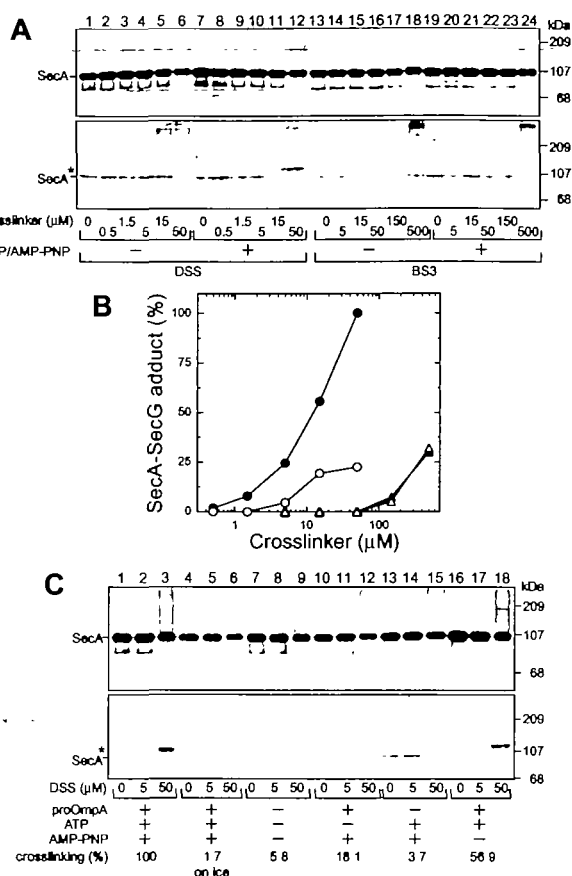 A
1 2 3 4 5 6 7 8 9 10 11 12 13 14 15 16 17 18 19 20 21 22 23 24 kDa
209
SecA 107
68
209
*
SecA 107
68
sslinker (μM) 0 1.5 15 0 1.5 15 0 15 150 0 15 150
0 5 5 50 0.5 5 50 5 50 500 5 50 500
P/AMP-PNP − + − +
DSS BS3
B
SecA-SecG adduct (%)
100
75
50
25
0
1 10 100
Crosslinker (μM)
C
1 2 3 4 5 6 7 8 9 10 11 12 13 14 15 16 17 18 kDa
209
SecA 107
68
209
*
SecA 107
68
DSS (μM) 0 5 50 0 5 50 0 5 50 0 5 50 0 5 50 0 5 50
proOmpA + + − + − +
ATP + + − − + +
AMP-PNP + + − + + −
crosslinking (%) 100 1 7 5 8 18 1 3 7 56 9
on ice